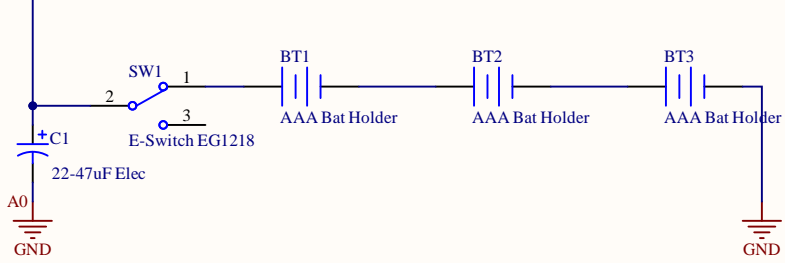 BT1
BT2
BT3
SW1
1
2
3
AAA Bat Holder
AAA Bat Holder
AAA Bat Holder
+
C1
E-Switch EG1218
22-47uF Elec
A0
GND
GND